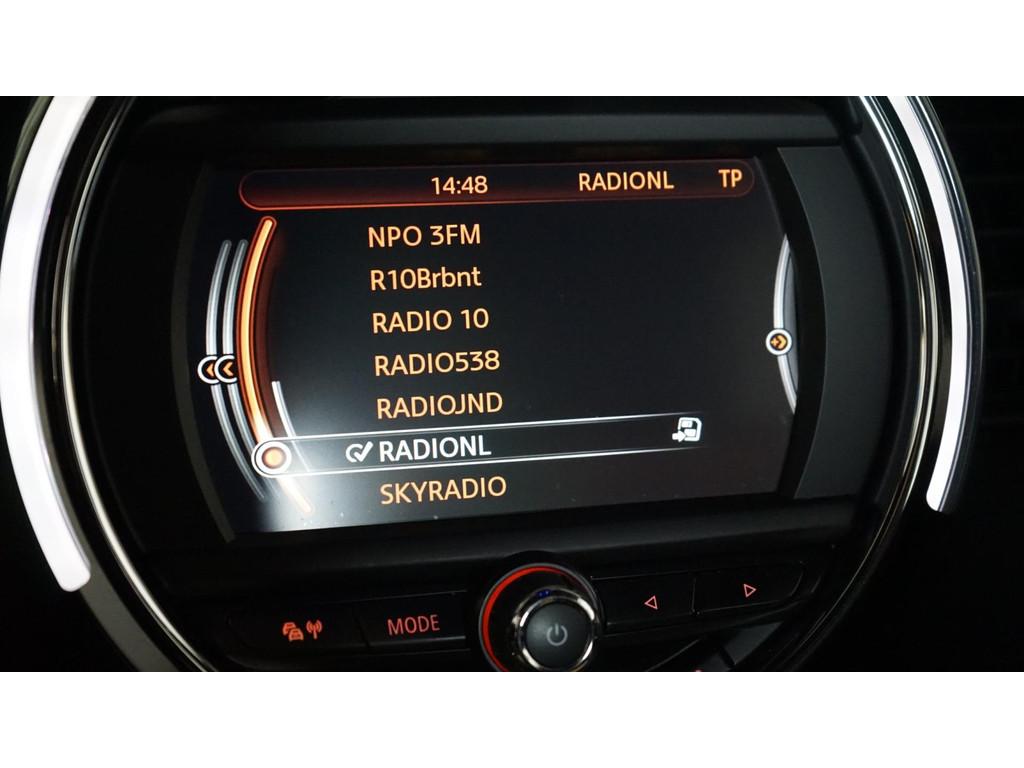 14:48 RADIONL TP
NPO 3FM
R10Brbnt
RADIO 10
RADIO538
RADIOJND
RADIONL
SKYRADIO
MODE